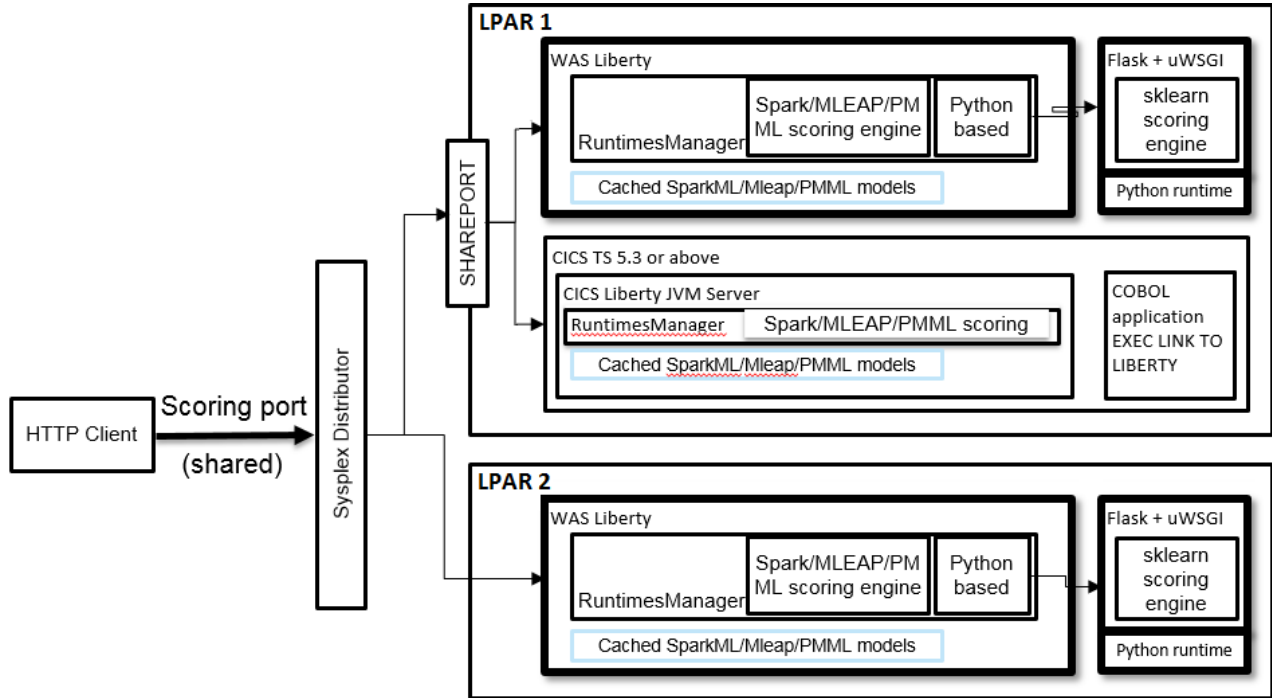 LPAR 1
WAS Liberty
RuntimesManager
Spark/MLEAP/PM
ML scoring engine
Python
based
Cached SparkML/Mleap/PMML models
Flask + uWSGI
sklearn
scoring
engine
Python runtime
SHAREPORT
CICS TS 5.3 or above
CICS Liberty JVM Server
RuntimesManager
Spark/MLEAP/PMML scoring
Cached SparkML/Mleap/PMML models
COBOL
application
EXEC LINK TO
LIBERTY
HTTP Client
Scoring port
(shared)
Sysplex Distributor
LPAR 2
WAS Liberty
RuntimesManager
Spark/MLEAP/PM
ML scoring engine
Python
based
Cached SparkML/Mleap/PMML models
Flask + uWSGI
sklearn
scoring
engine
Python runtime